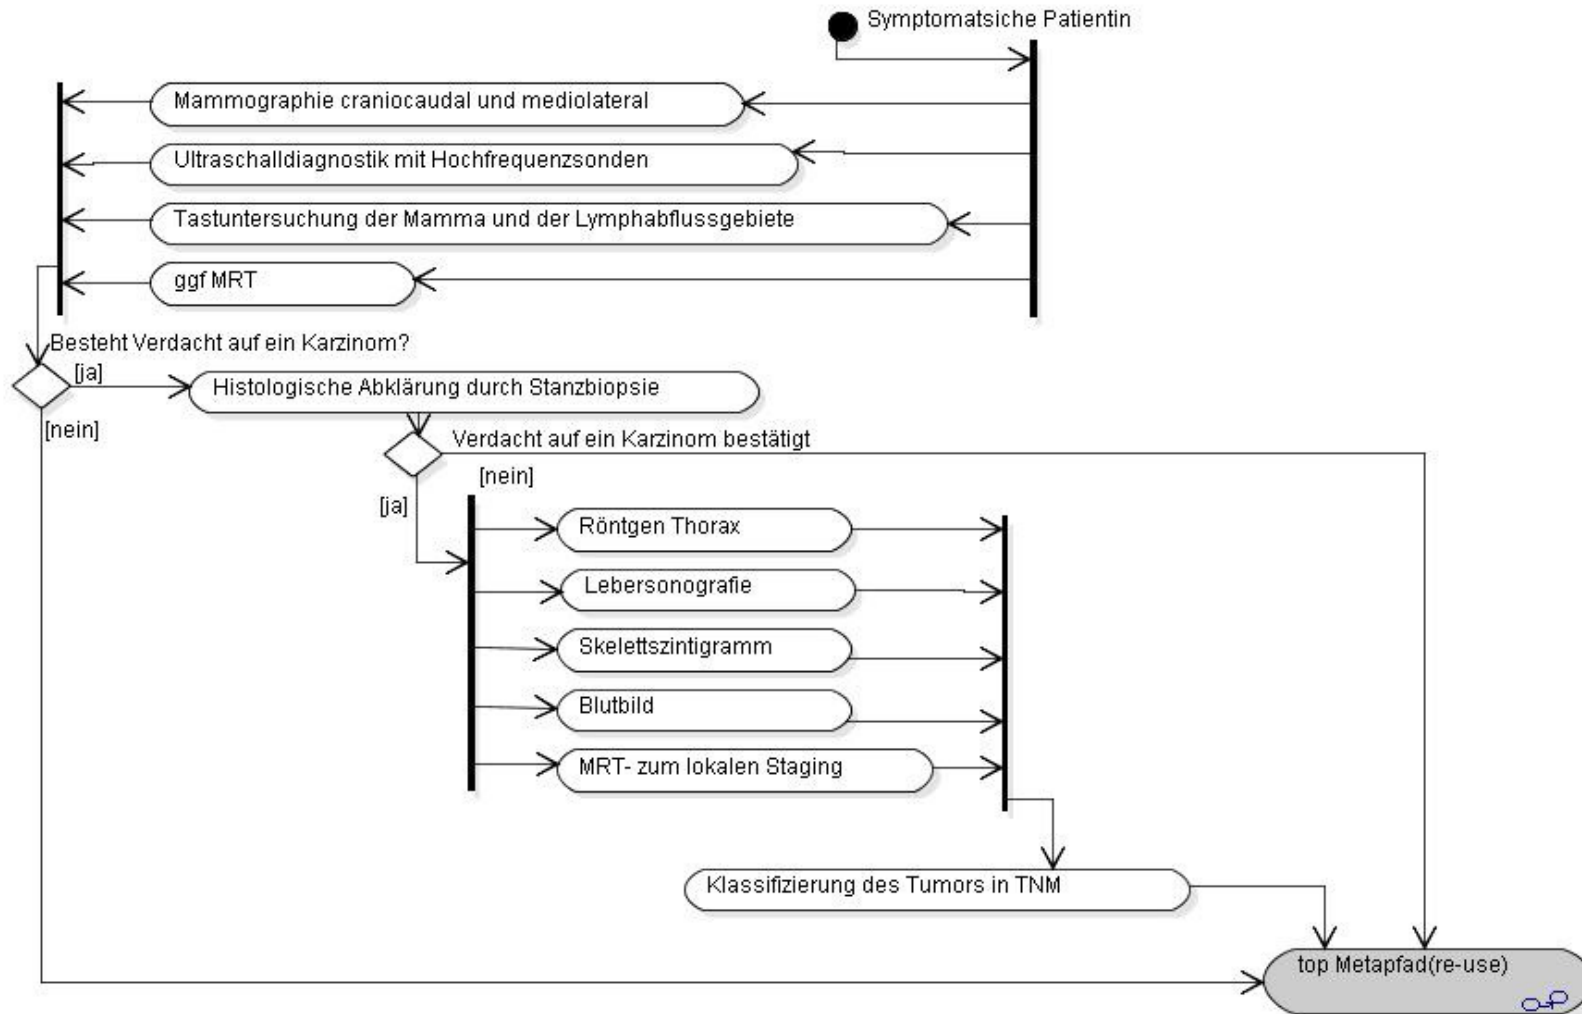 Symptomatsiche Patientin
Mammographie craniocaudal und mediolateral
Ultraschalldiagnostik mit Hochfrequenzsonden
Tastuntersuchung der Mamma und der Lymphabflussgebiete
ggf MRT
Besteht Verdacht auf ein Karzinom?
[ja]
Histologische Abklärung durch Stanzbiopsie
[nein]
Verdacht auf ein Karzinom bestätigt
[nein]
[ja]
Röntgen Thorax
Lebersonografie
Skelettszintigramm
Blutbild
MRT- zum lokalen Staging
Klassifizierung des Tumors in TNM
top Metapfad(re-use)